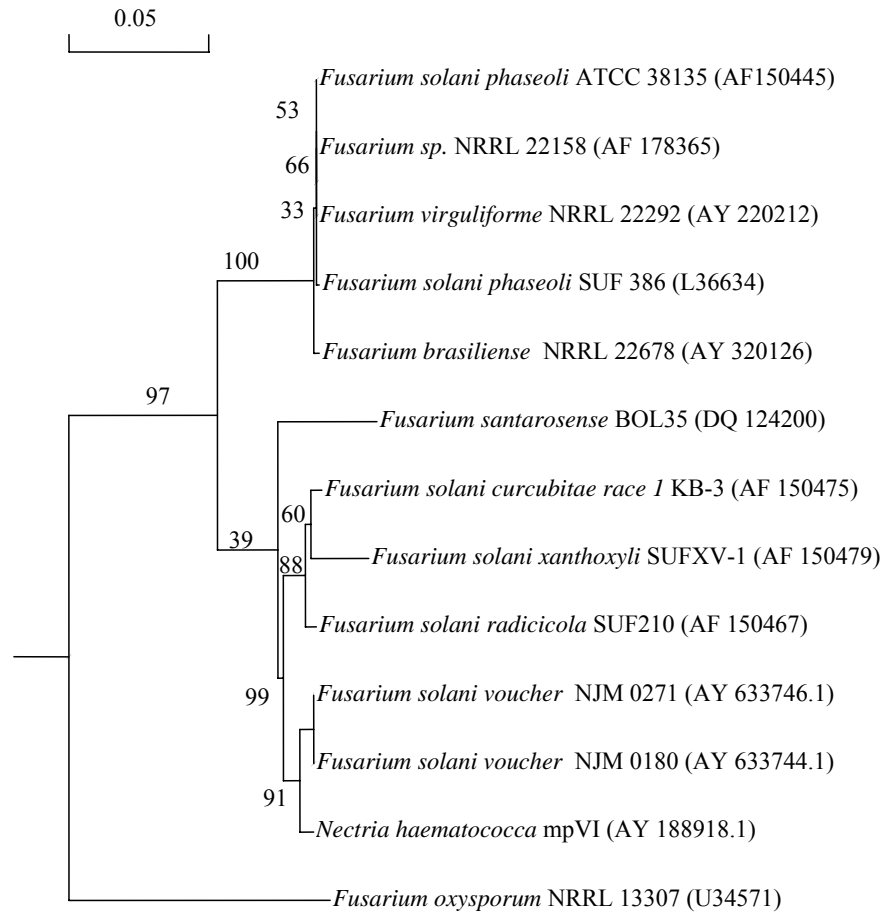 0.05
Fusarium solani phaseoli ATCC 38135 (AF150445)
53
Fusarium sp. NRRL 22158 (AF 178365)
66
33
Fusarium virguliforme NRRL 22292 (AY 220212)
100
Fusarium solani phaseoli SUF 386 (L36634)
Fusarium brasiliense NRRL 22678 (AY 320126)
97
Fusarium santarosense BOL35 (DQ 124200)
Fusarium solani curcubitae race 1 KB-3 (AF 150475)
60
39
88
Fusarium solani xanthoxyli SUFXV-1 (AF 150479)
Fusarium solani radicicola SUF210 (AF 150467)
99
Fusarium solani voucher NJM 0271 (AY 633746.1)
Fusarium solani voucher NJM 0180 (AY 633744.1)
91
Nectria haematococca mpVI (AY 188918.1)
Fusarium oxysporum NRRL 13307 (U34571)